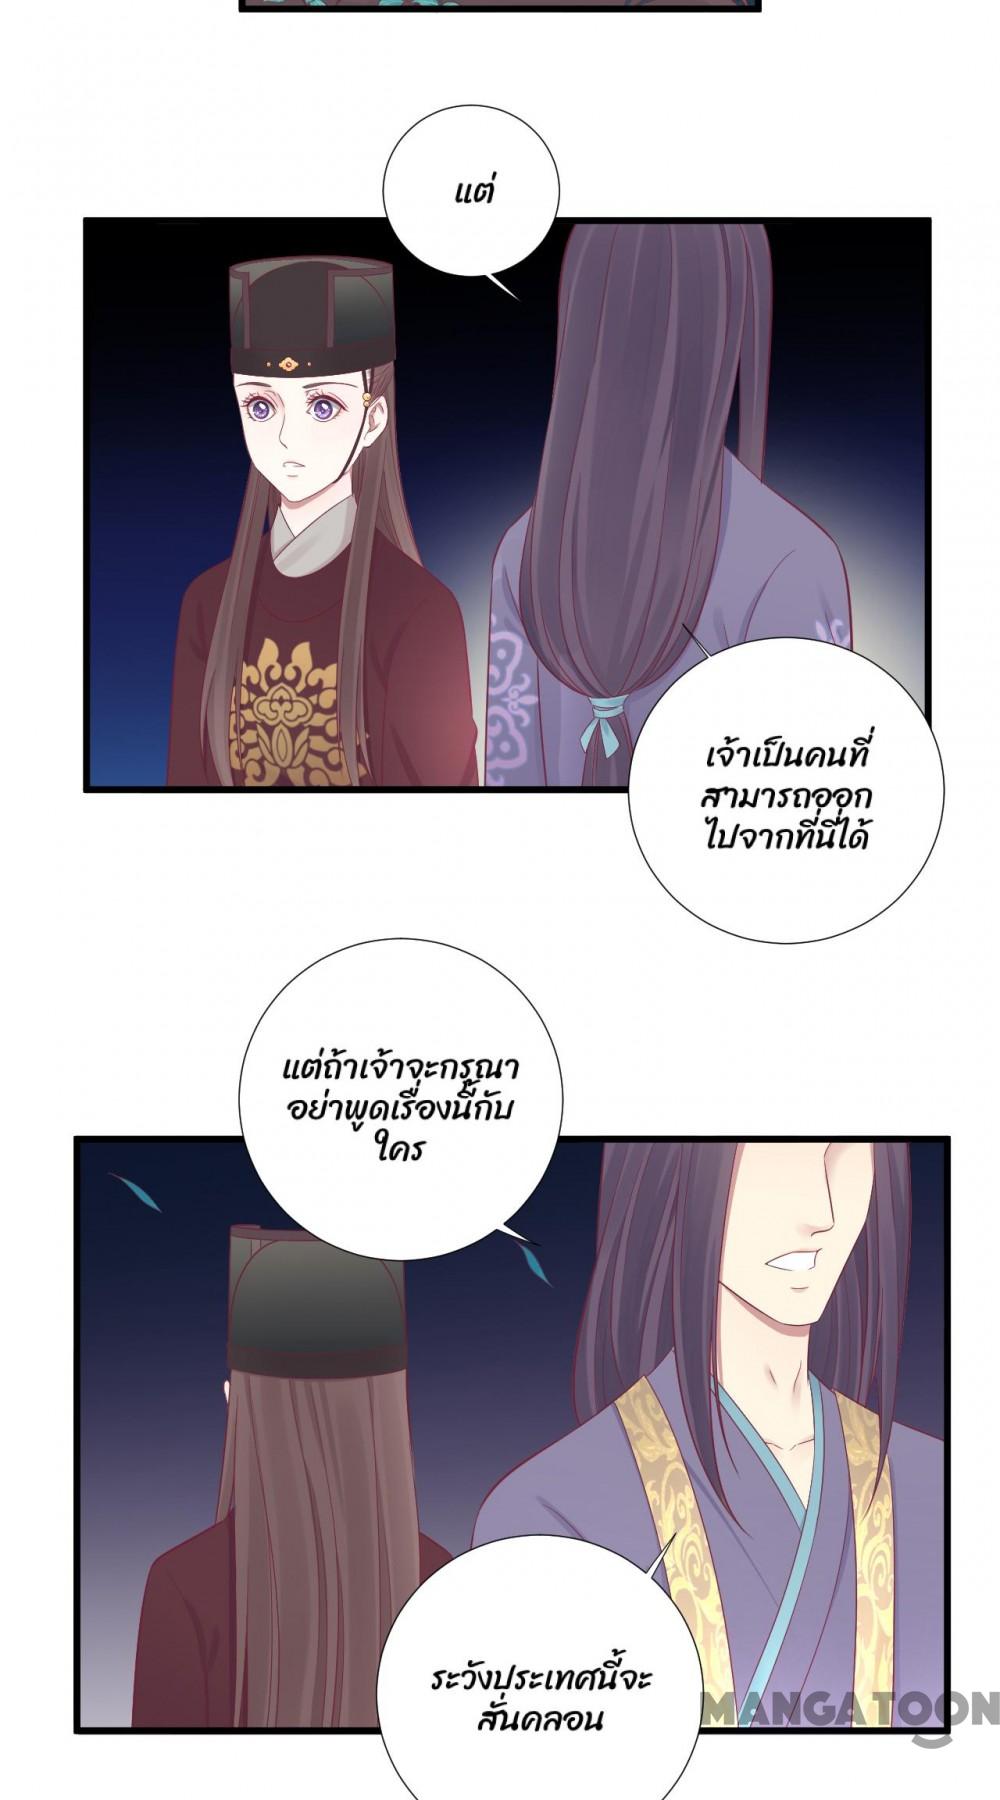 แต่
เจ้าเป็นคนที่
สามารถออก
ไปจากที่นี่ได้
แต่ถ้าเจ้าจะกรุณา
อย่าพูดเรื่องนี้กับ
ใคร
ระวังประเทศนี้จะ
สั่นคลอน
MANGATOON